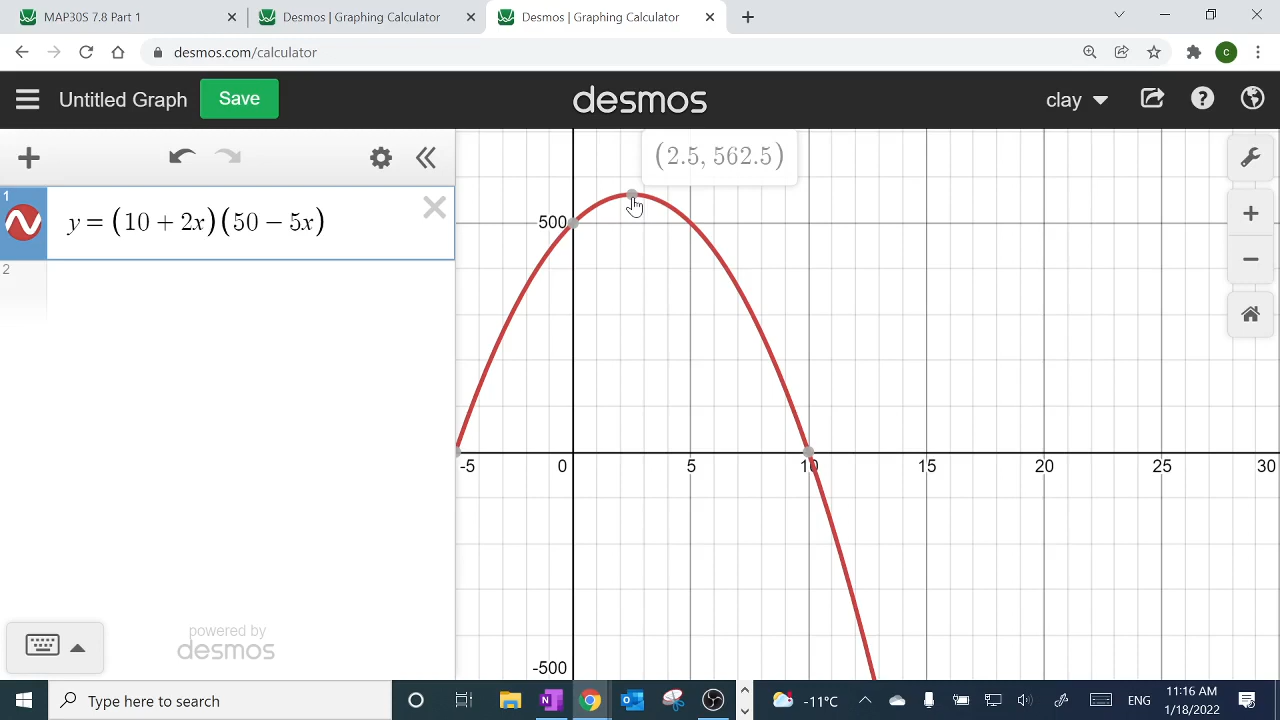 MAP30S 7.8 Part 1
Desmos | Graphing Calculator
Desmos | Graphing Calculator
desmos.com/calculator
c
Untitled Graph
Save
desmos
clay
?
1
y = (10 + 2x)(50 − 5x)
2
(2.5, 562.5)
500
-5
0
5
10
15
20
25
30
-500
powered by
desmos
Type here to search
-11°C
ENG
11:16 AM
1/18/2022